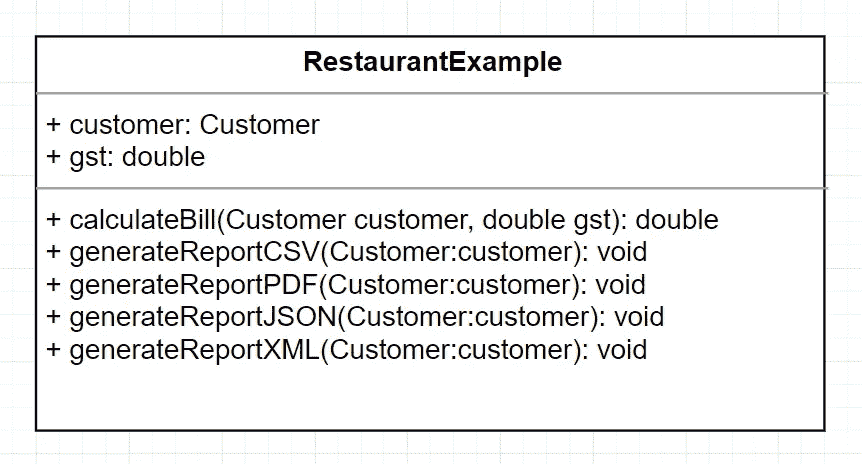 RestaurantExample
+ customer: Customer
+ gst: double
+ calculateBill(Customer customer, double gst): double
+ generateReportCSV(Customer:customer): void
+ generateReportPDF(Customer:customer): void
+ generateReportJSON(Customer:customer): void
+ generateReportXML(Customer:customer): void